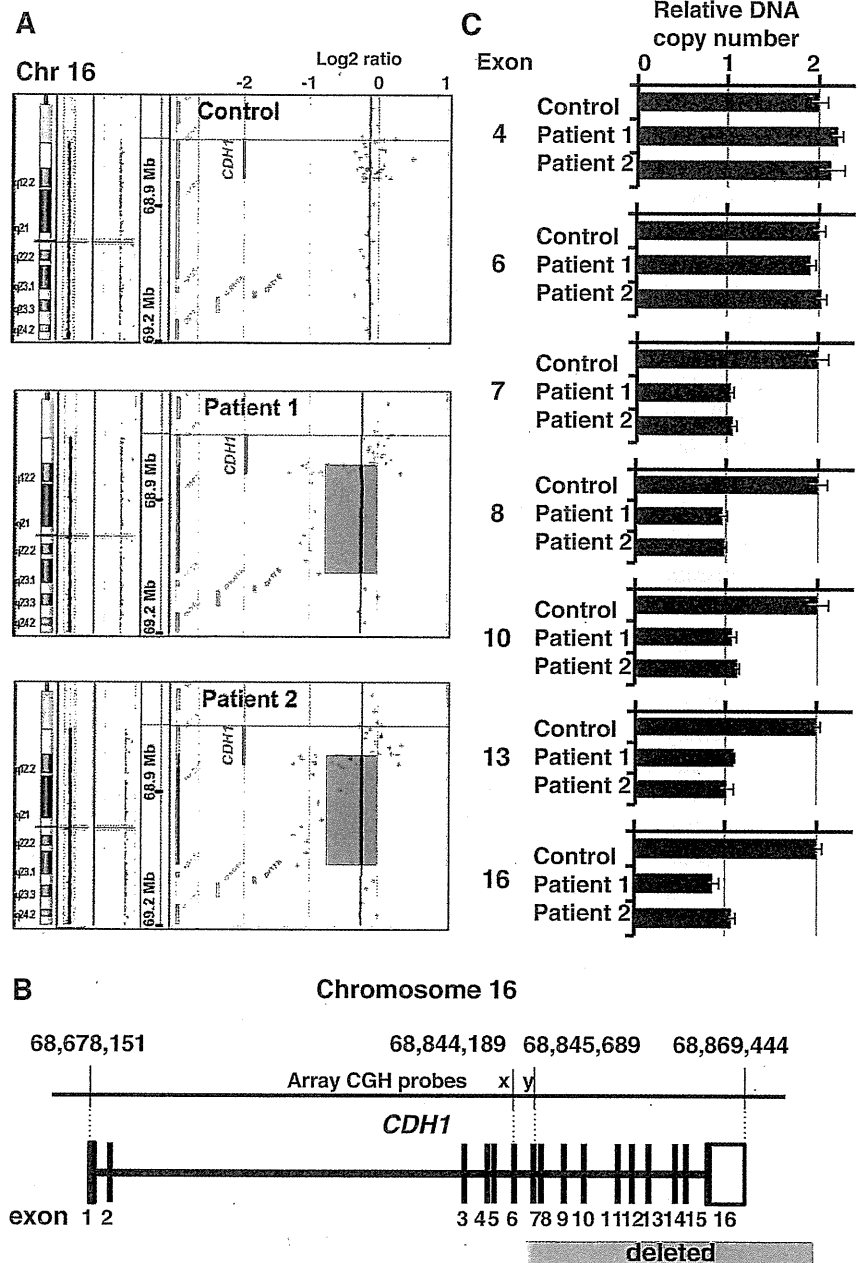 A
Chr 16
Log2 ratio
-2 -1 0 1
Control
CDH1
68.9 Mb
69.2 Mb
Patient 1
CDH1
68.9 Mb
69.2 Mb
Patient 2
CDH1
68.9 Mb
69.2 Mb
C
Relative DNA
copy number
Exon
0 1 2
4
Control
Patient 1
Patient 2
6
Control
Patient 1
Patient 2
7
Control
Patient 1
Patient 2
8
Control
Patient 1
Patient 2
10
Control
Patient 1
Patient 2
13
Control
Patient 1
Patient 2
16
Control
Patient 1
Patient 2
B
Chromosome 16
68,678,151 68,844,189 68,845,689 68,869,444
Array CGH probes x y
CDH1
exon 1 2 3 4 5 6 7 8 9 10 11 12 13 14 15 16
deleted